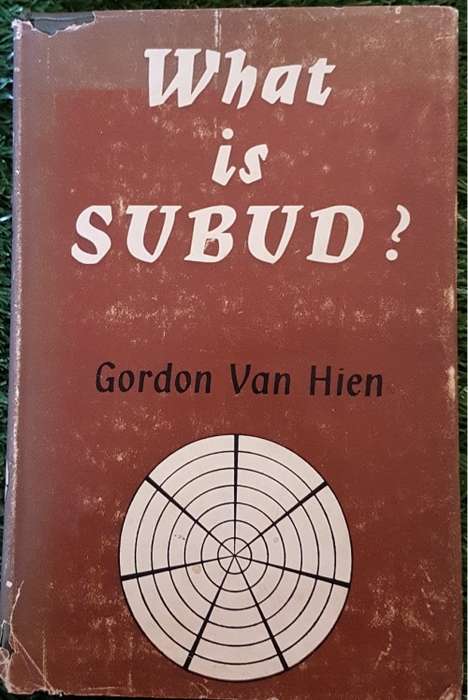 What
is
SUBUD?
Gordon Van Hien